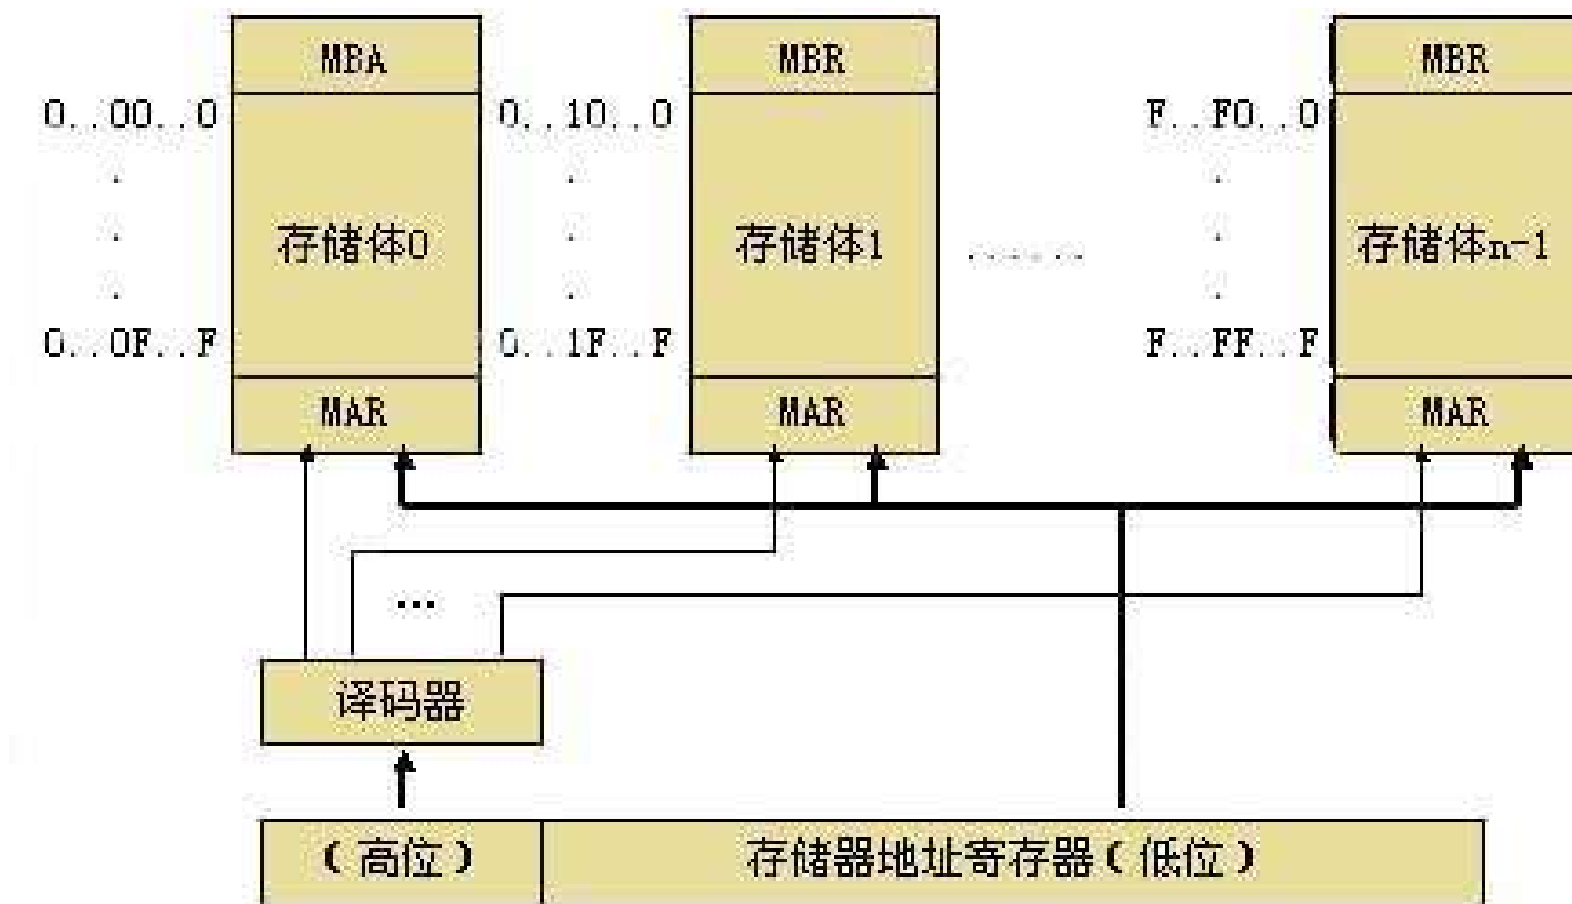 MBA
MBR
MBR
0..00..0
0..10..0
F..F0..0
存储体0
存储体1
........
存储体n-1
0..0F..F
0..1F..F
F..FF..F
MAR
MAR
MAR
...
译码器
（高位）
存储器地址寄存器（低位）